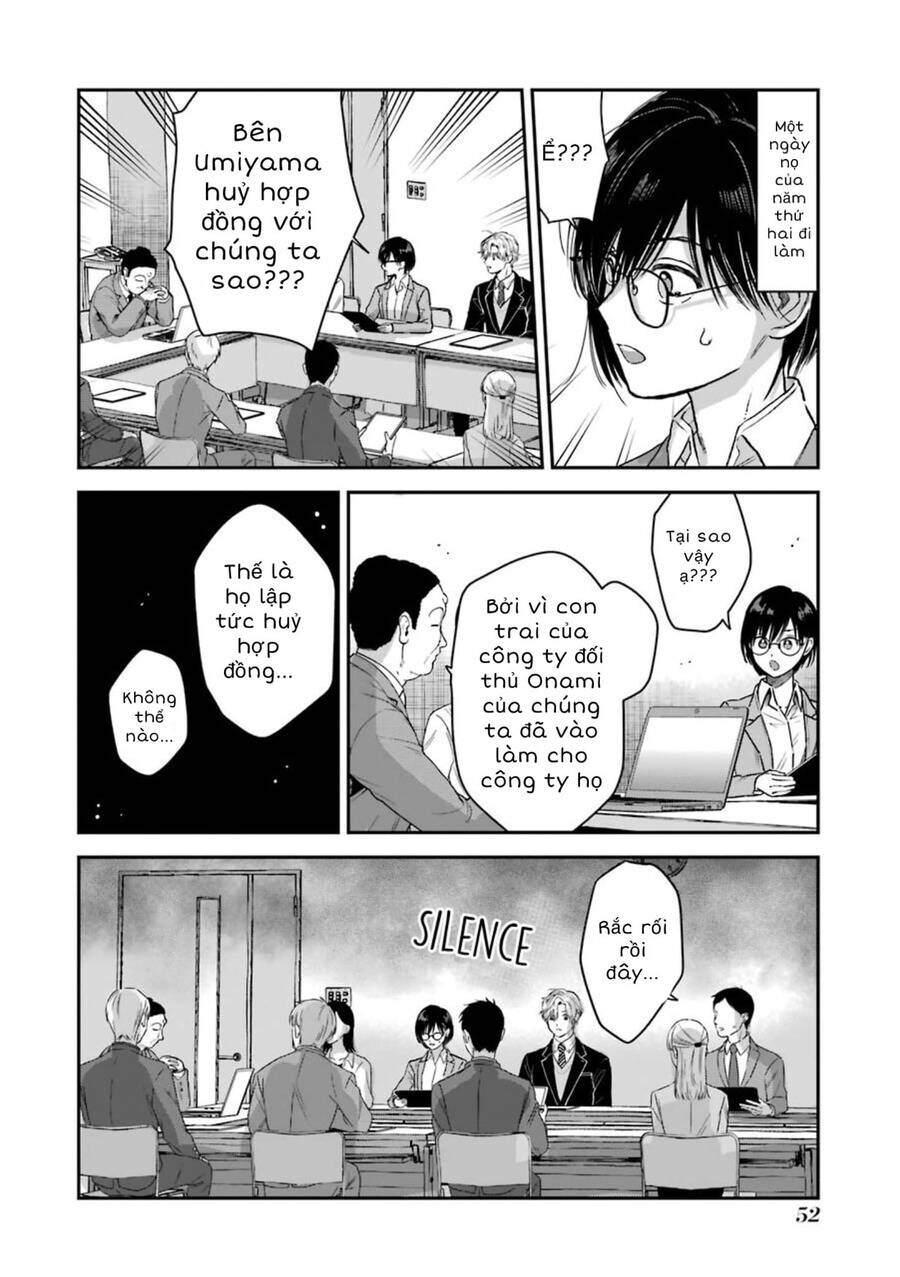 Một
ngày
nọ
của
năm
thứ
hai đi
làm
Ể???
Bên
Umiyama
huỷ hợp
đồng với
chúng ta
sao???
Tại sao
vậy
ạ???
Bởi vì con
trai của
công ty đối
thủ Onami
của chúng
ta đã vào
làm cho
công ty họ
Thế là
họ lập
tức huỷ
hợp
đồng...
Không
thể
nào...
Rắc rối
rồi
đây...
SILENCE
52